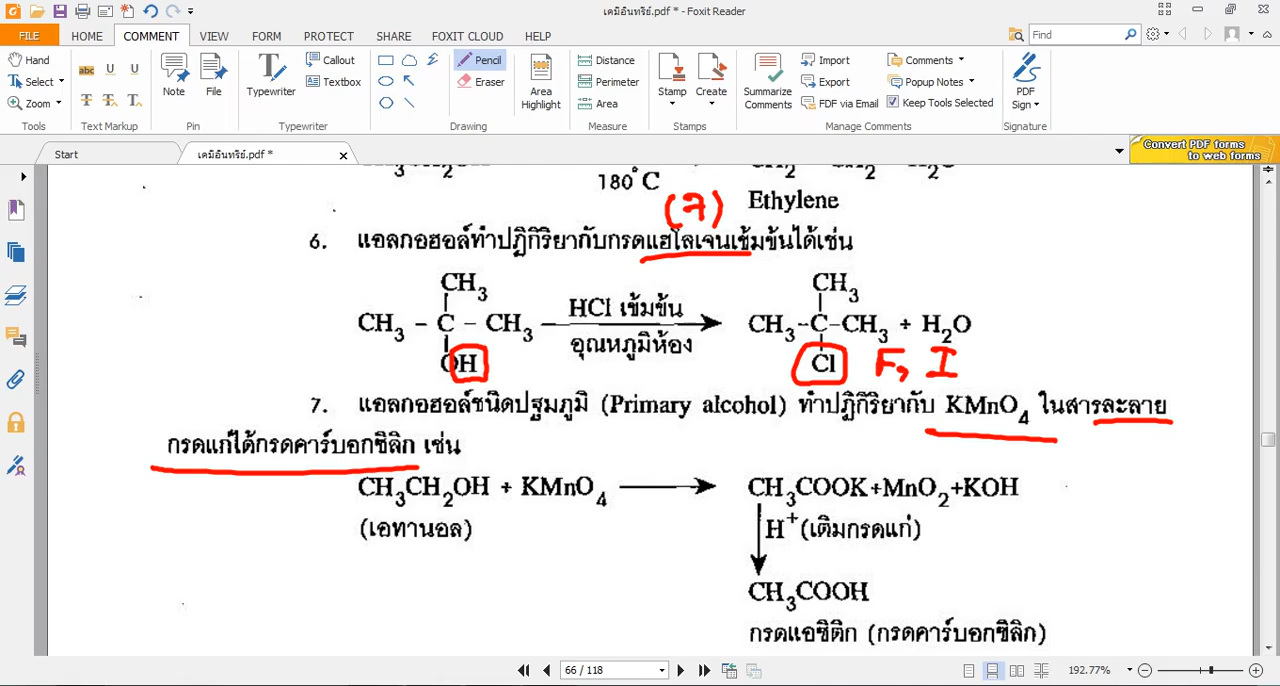 เคมีอินทรีย์.pdf * - Foxit Reader
FILE HOME COMMENT VIEW FORM PROTECT SHARE FOXIT CLOUD HELP Find
Hand Select Zoom Tools
abc U U T T T Text Markup
Note File Pin
Typewriter Callout Textbox Typewriter
Pencil Eraser Drawing
Area Highlight Distance Perimeter Area Measure
Stamp Create Stamps
Summarize Comments Import Export FDF via Email Comments Popup Notes Keep Tools Selected Manage Comments
PDF Sign Signature
Start เคมีอินทรีย์.pdf * Convert PDF forms to web forms
180°C
Ethylene
(7)
6. แอลกอฮอล์ทำปฏิกิริยากับกรดแฮโลเจนเข้มข้นได้เช่น
CH₃ CH₃
CH₃ – C – CH₃ HCl เข้มข้น CH₃–C–CH₃ + H₂O
อุณหภูมิห้อง
OH Cl F, I
7. แอลกอฮอล์ชนิดปฐมภูมิ (Primary alcohol) ทำปฏิกิริยากับ KMnO₄ ในสารละลาย
กรดแก่ได้กรดคาร์บอกซิลิก เช่น
CH₃CH₂OH + KMnO₄ → CH₃COOK+MnO₂+KOH
(เอทานอล) H⁺ (เติมกรดแก่)
CH₃COOH
กรดแอซิติก (กรดคาร์บอกซิลิก)
66 / 118 192.77%